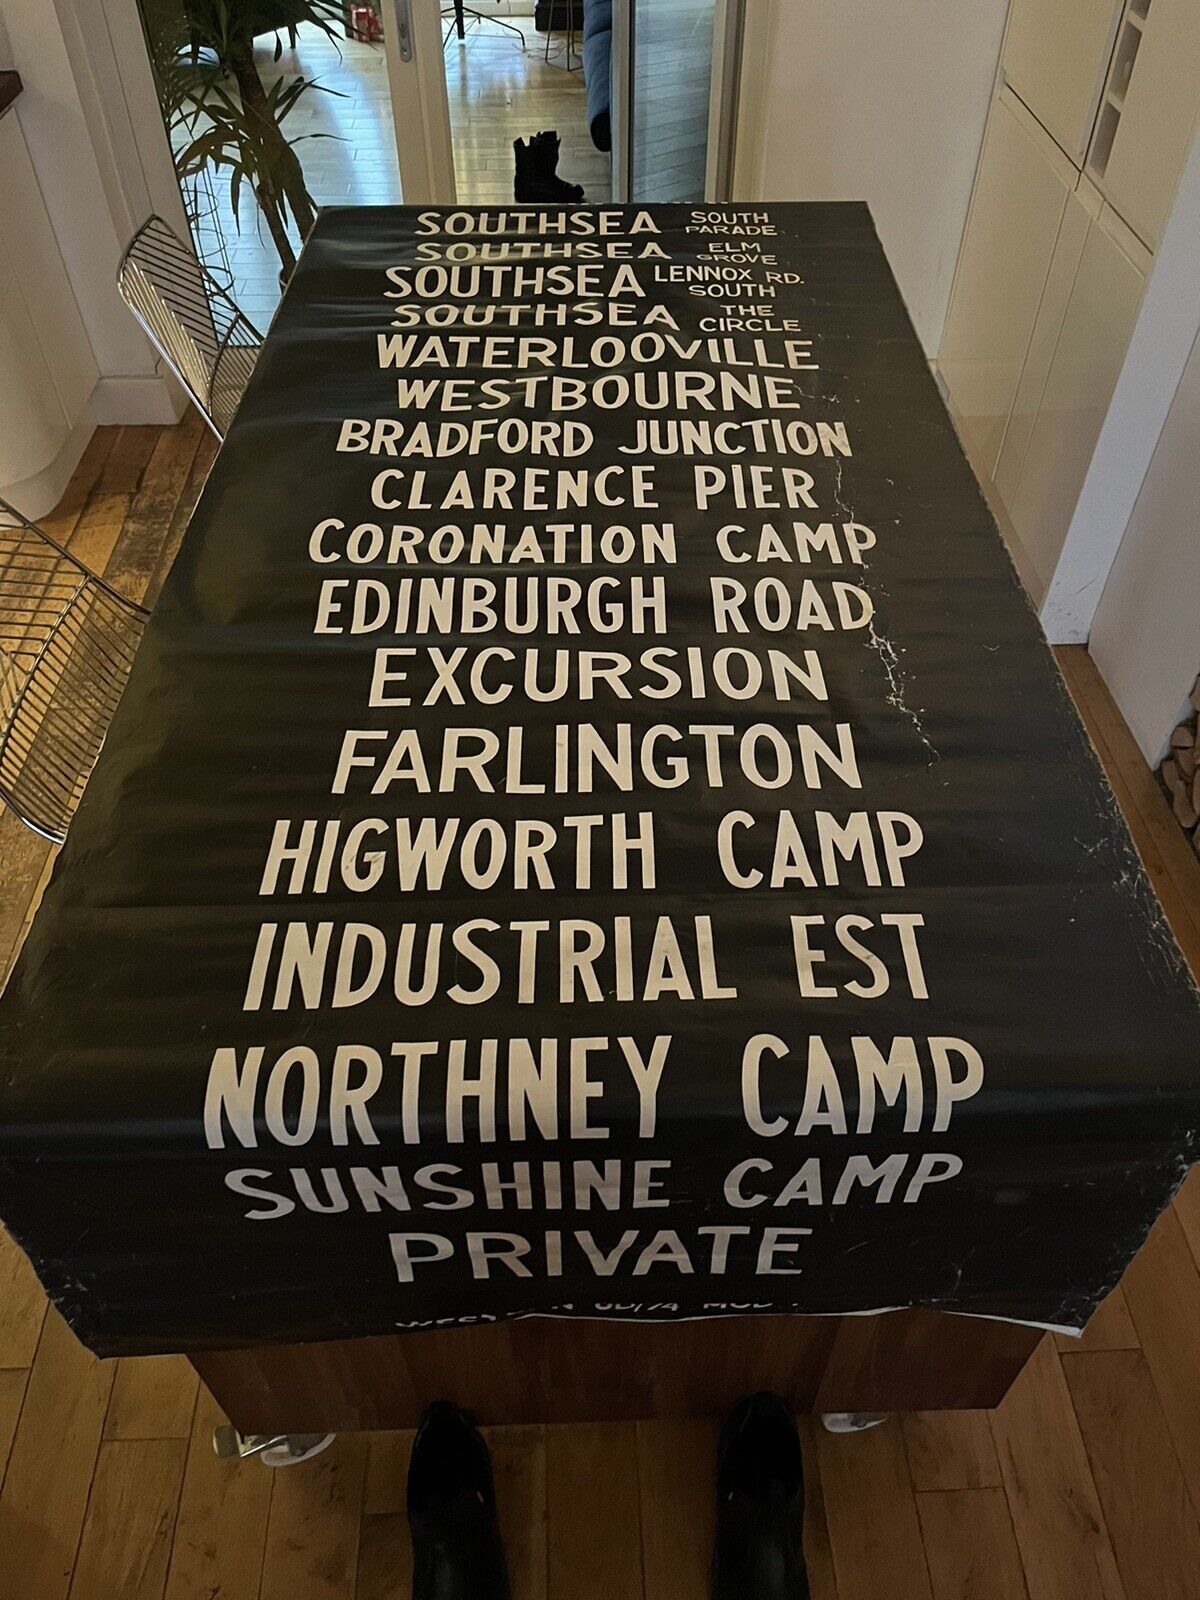 SOUTHSEA SOUTH PARADE
SOUTHSEA ELM GROVE
SOUTHSEA LENNOX RD. SOUTH
SOUTHSEA THE CIRCLE
WATERLOOVILLE
WESTBOURNE
BRADFORD JUNCTION
CLARENCE PIER
CORONATION CAMP
EDINBURGH ROAD
EXCURSION
FARLINGTON
HIGWORTH CAMP
INDUSTRIAL EST
NORTHNEY CAMP
SUNSHINE CAMP
PRIVATE